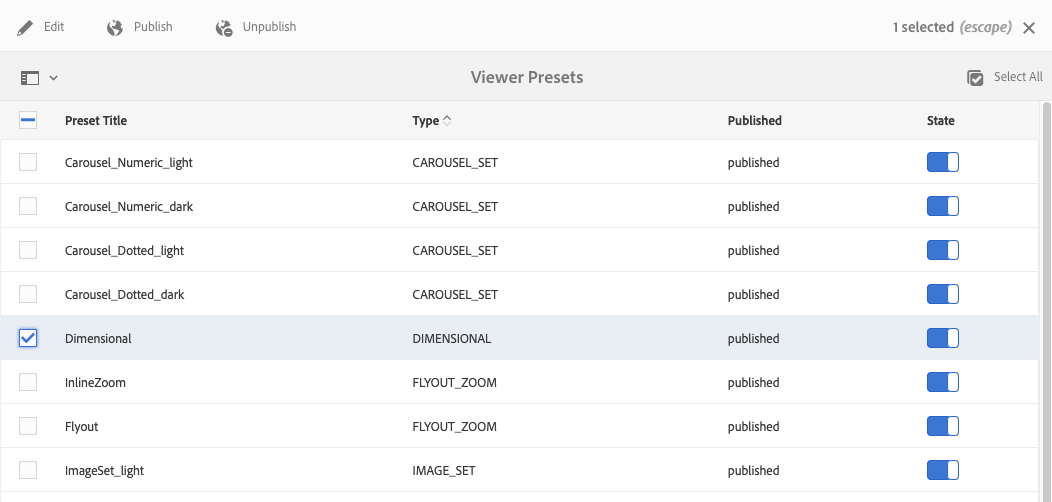 Edit Publish Unpublish 1 selected (escape)
Viewer Presets Select All
Preset Title Type Published State
Carousel_Numeric_light CAROUSEL_SET published
Carousel_Numeric_dark CAROUSEL_SET published
Carousel_Dotted_light CAROUSEL_SET published
Carousel_Dotted_dark CAROUSEL_SET published
Dimensional DIMENSIONAL published
InlineZoom FLYOUT_ZOOM published
Flyout FLYOUT_ZOOM published
ImageSet_light IMAGE_SET published